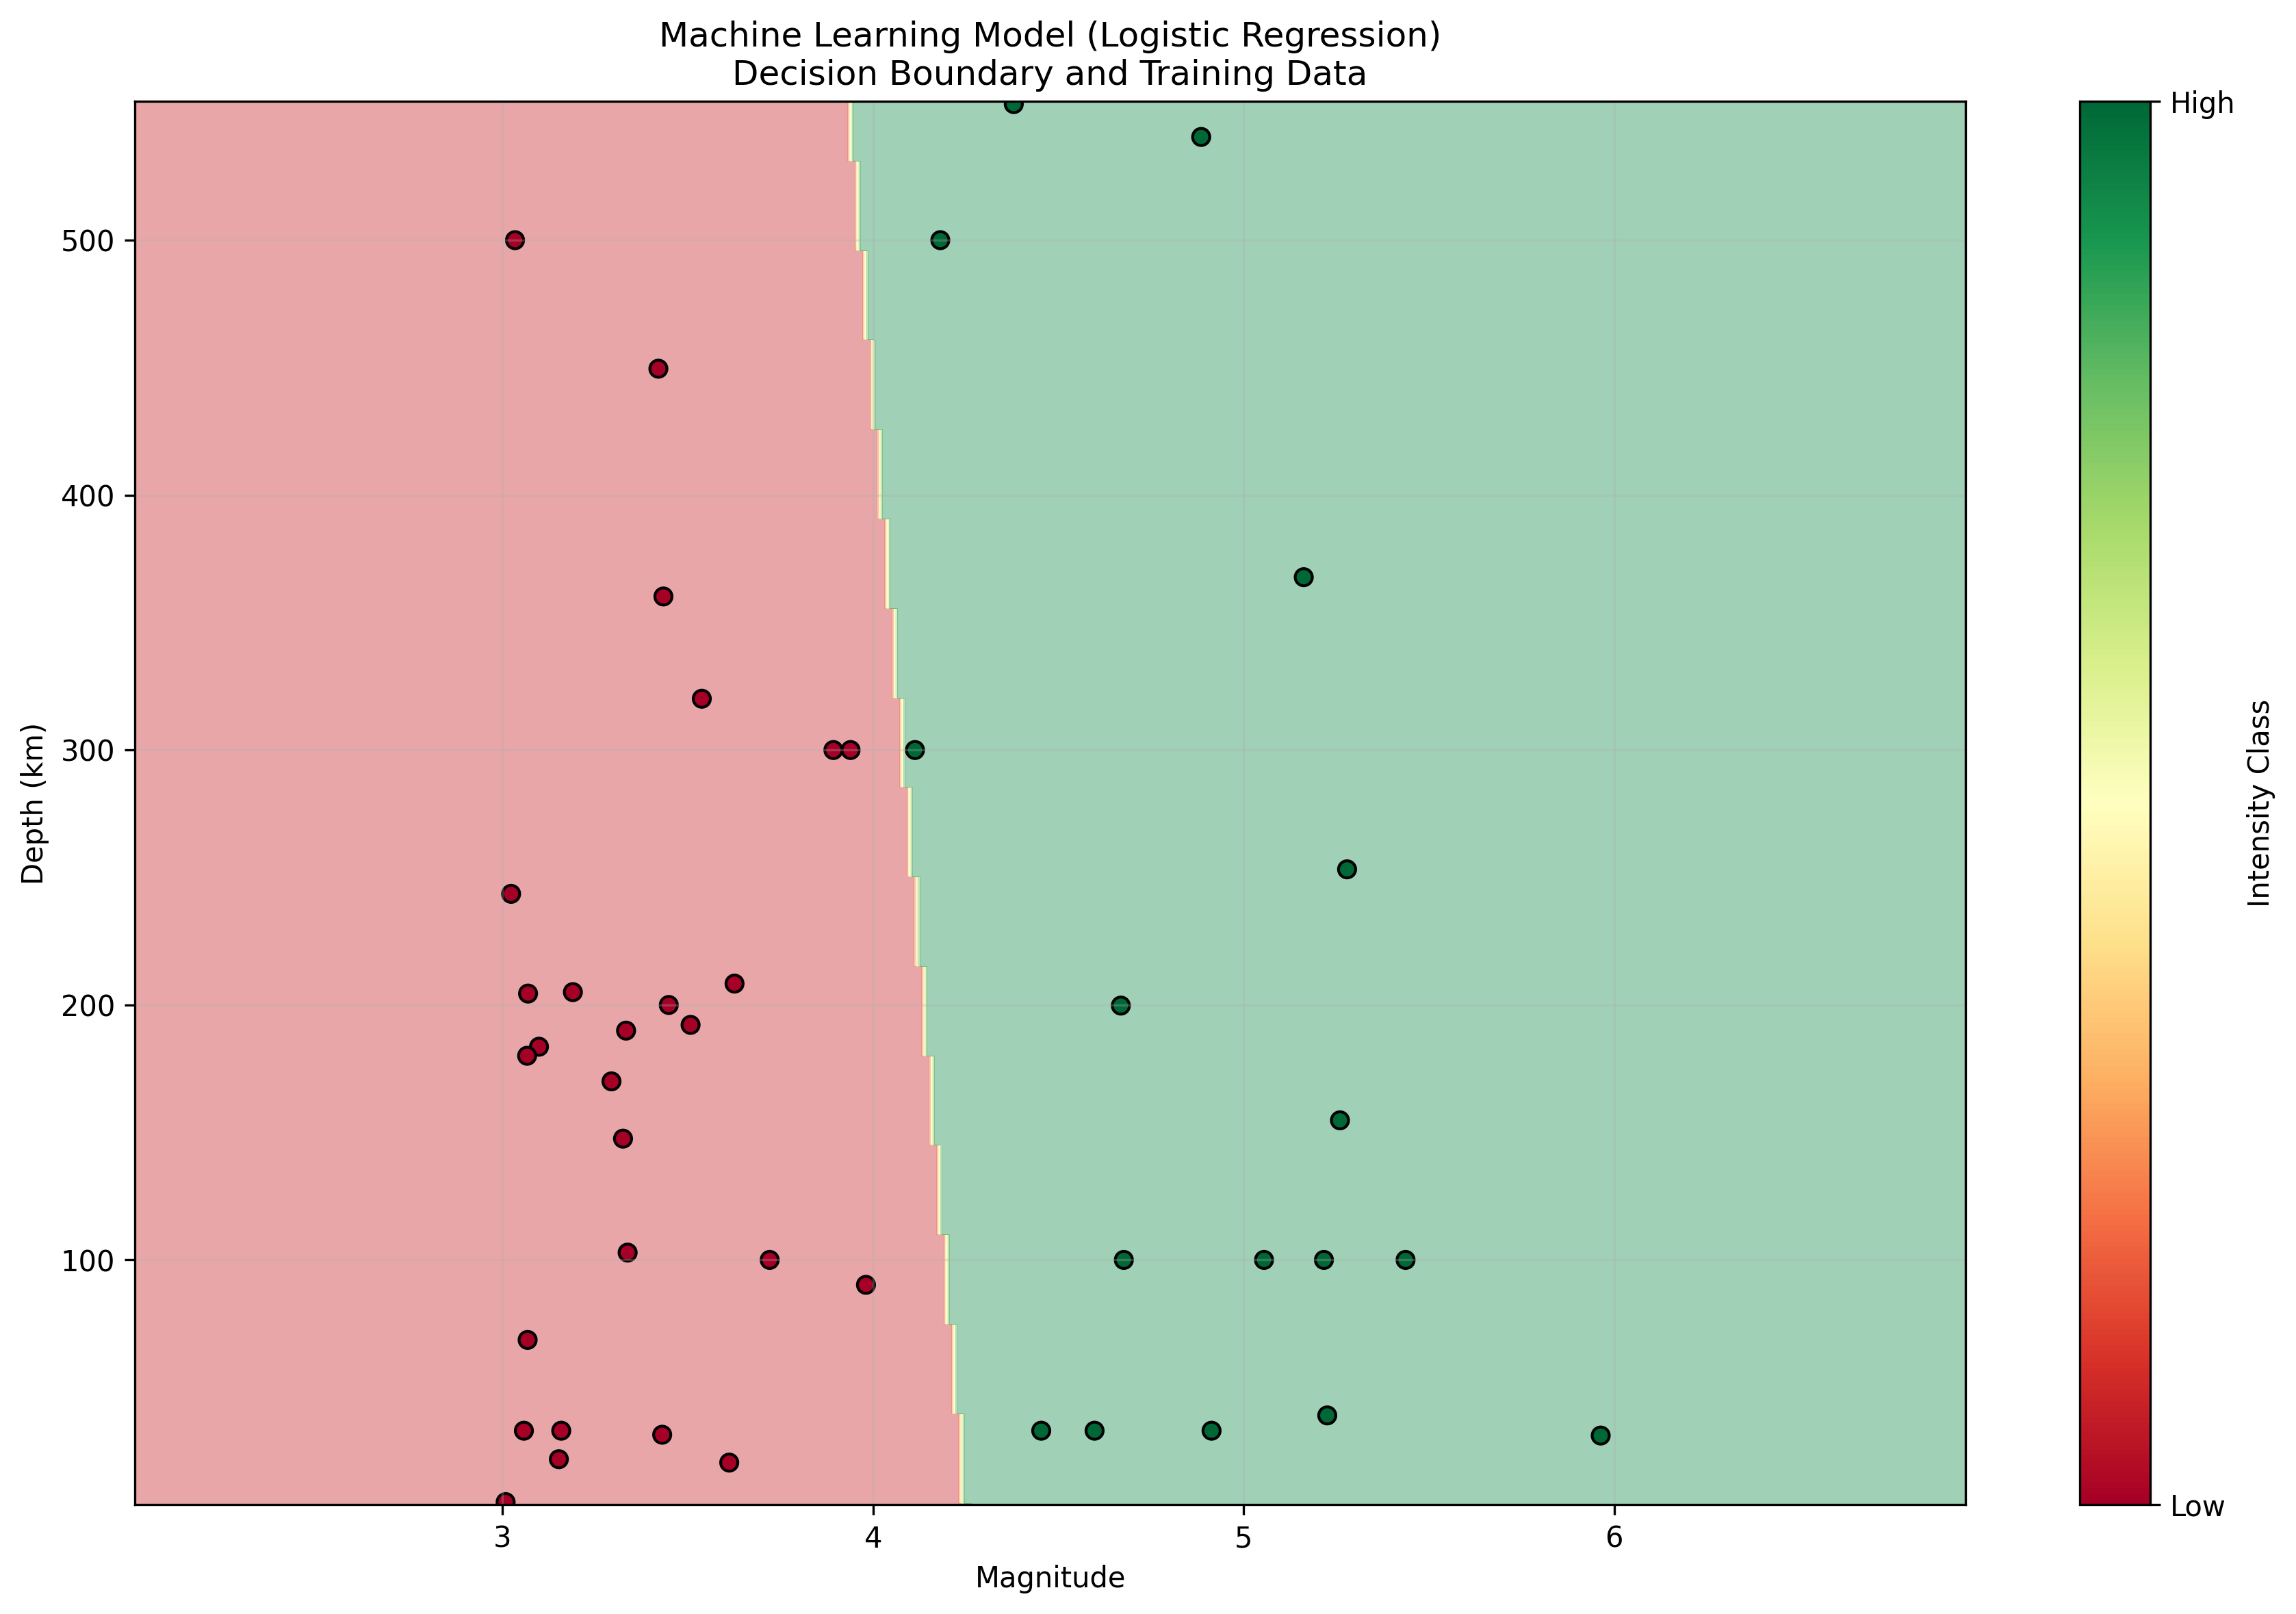 Machine Learning Model (Logistic Regression)
Decision Boundary and Training Data
High
500
400
300
200
100
Depth (km)
Intensity Class
Low
3 4 5 6
Magnitude